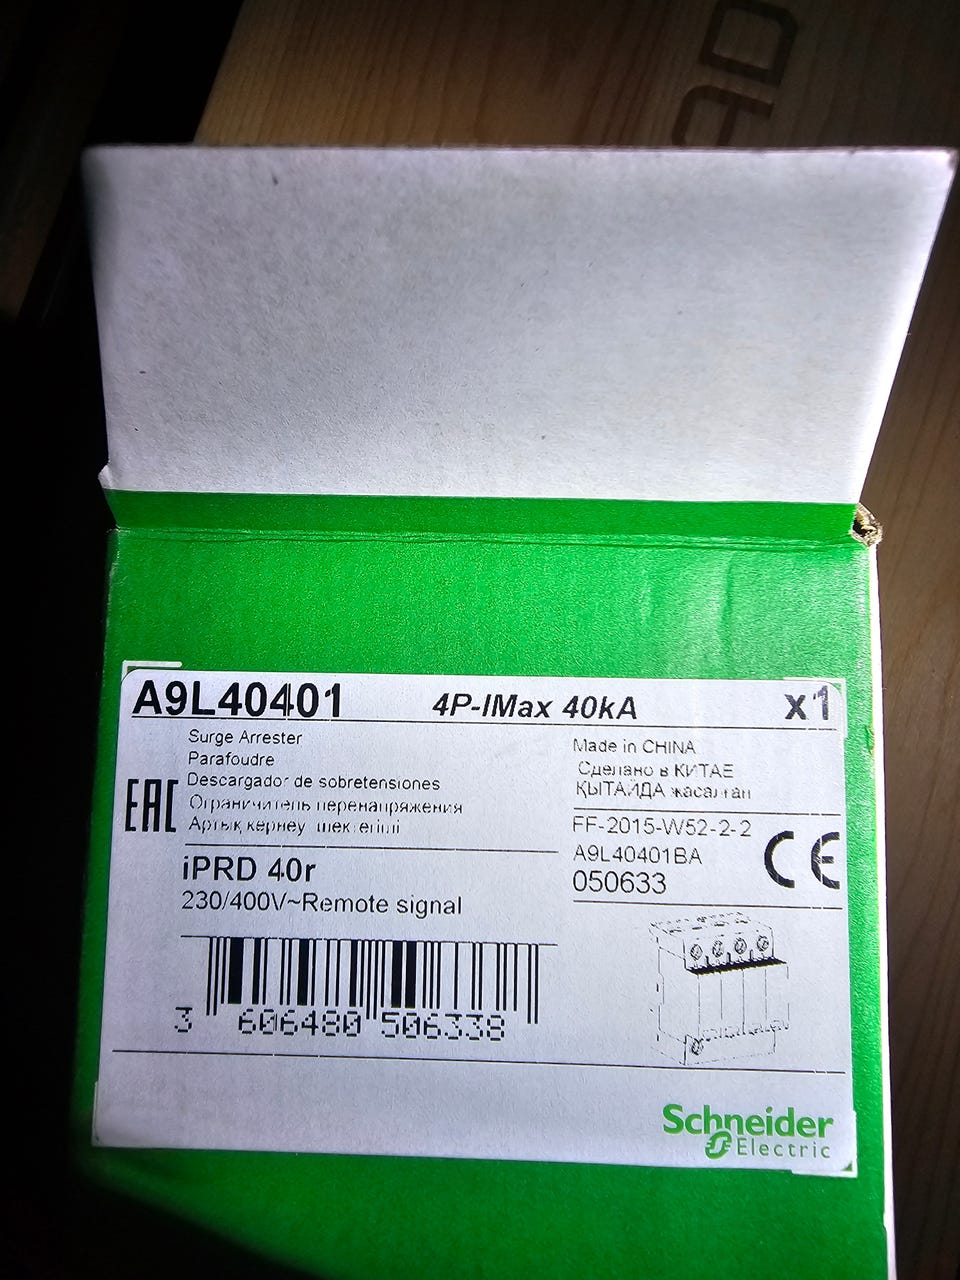 A9L40401
4P-IMax 40kA
x1
Surge Arrester
Parafoudre
Descargador de sobretensiones
Ограничитель перенапряжения
Артық кернеу шектегіші
EAC
Made in CHINA
Сделано в КИТАЕ
ҚЫТАЙДА жасалған
FF-2015-W52-2-2
A9L40401BA
050633
CE
iPRD 40r
230/400V~Remote signal
3 606480 506338
Schneider
Electric